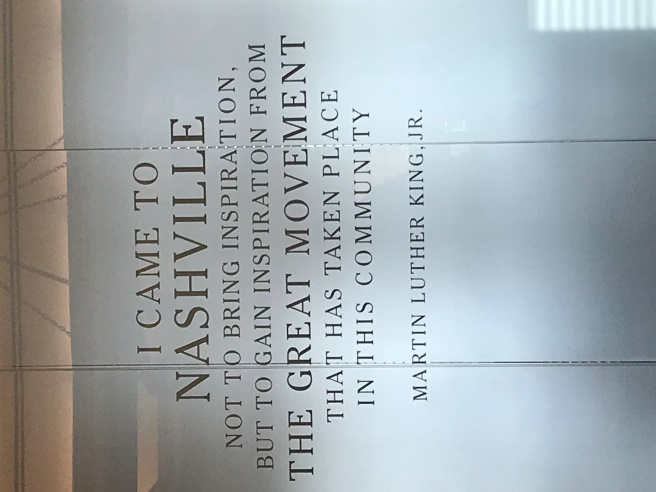 I CAME TO
NASHVILLE
NOT TO BRING INSPIRATION,
BUT TO GAIN INSPIRATION FROM
THE GREAT MOVEMENT
THAT HAS TAKEN PLACE
IN THIS COMMUNITY
MARTIN LUTHER KING, JR.